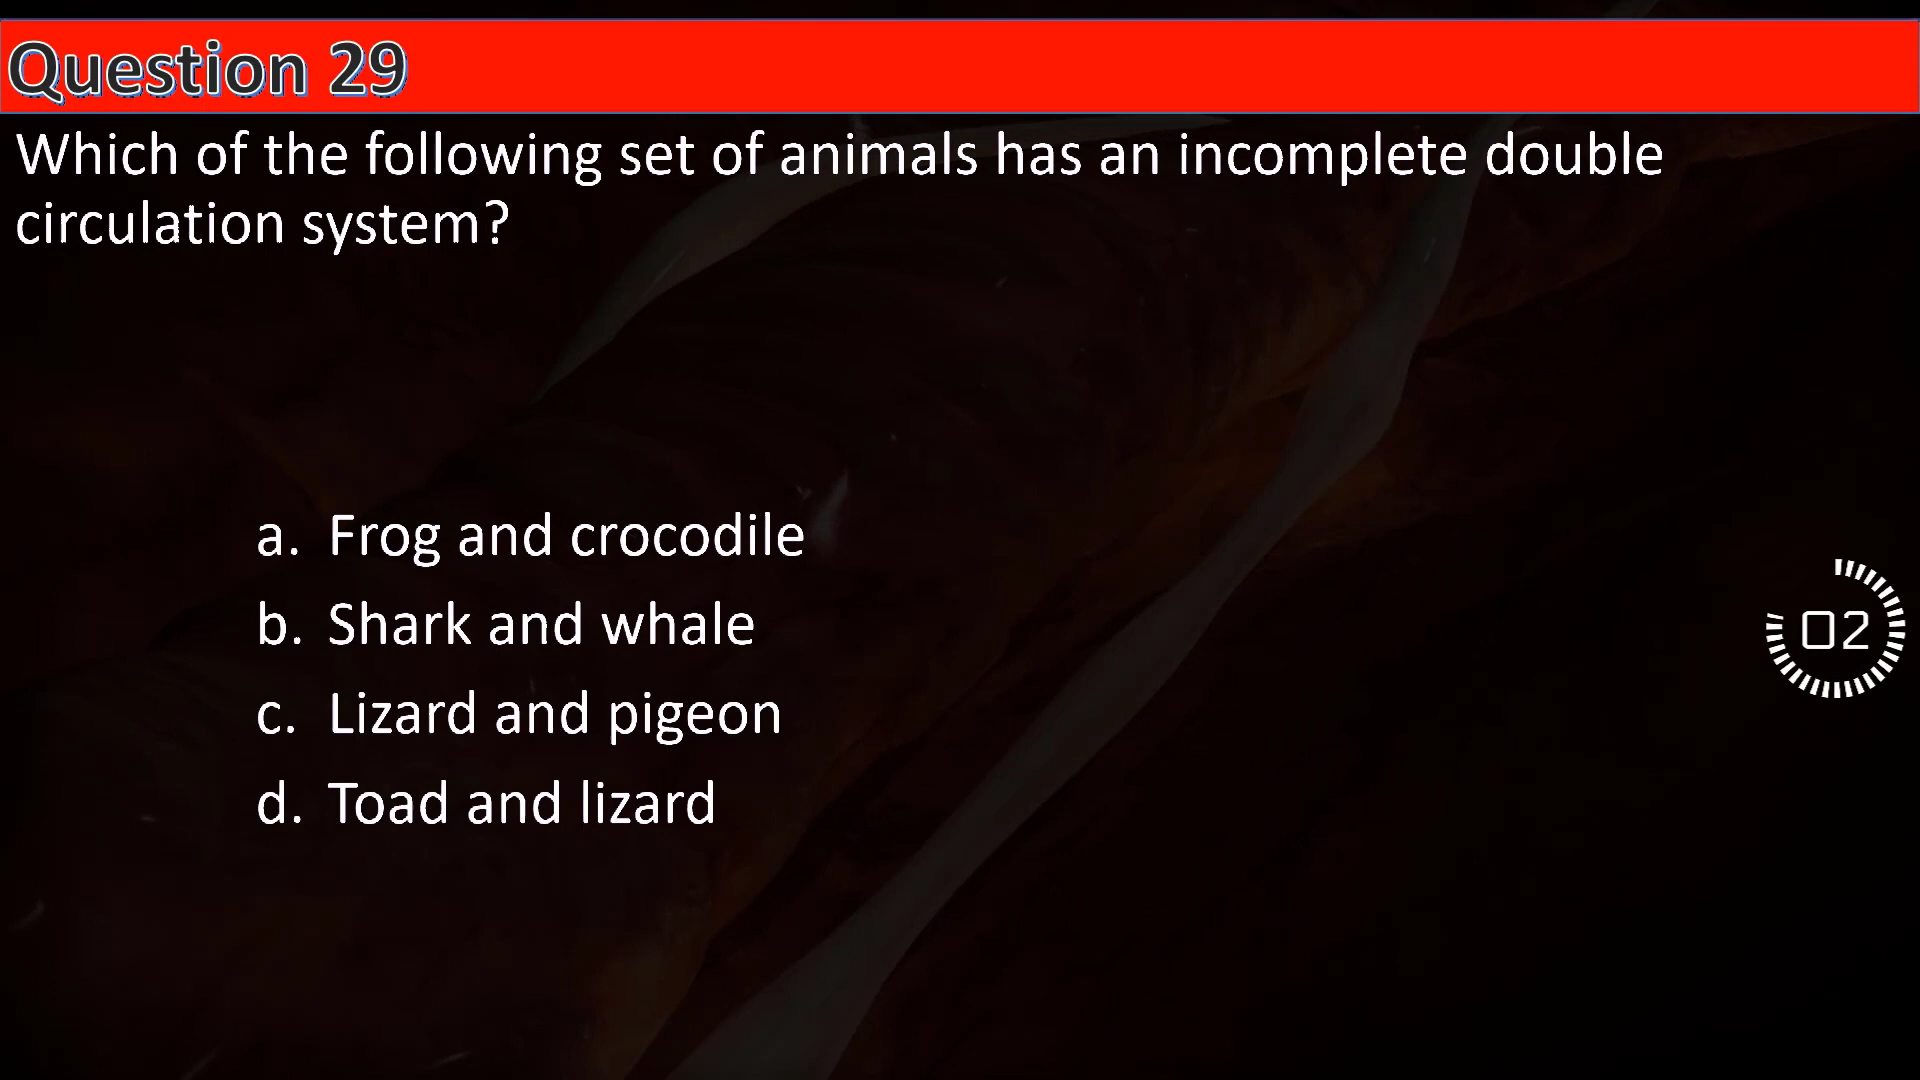 Question 29
Which of the following set of animals has an incomplete double
circulation system?
a. Frog and crocodile
b. Shark and whale
c. Lizard and pigeon
d. Toad and lizard
02